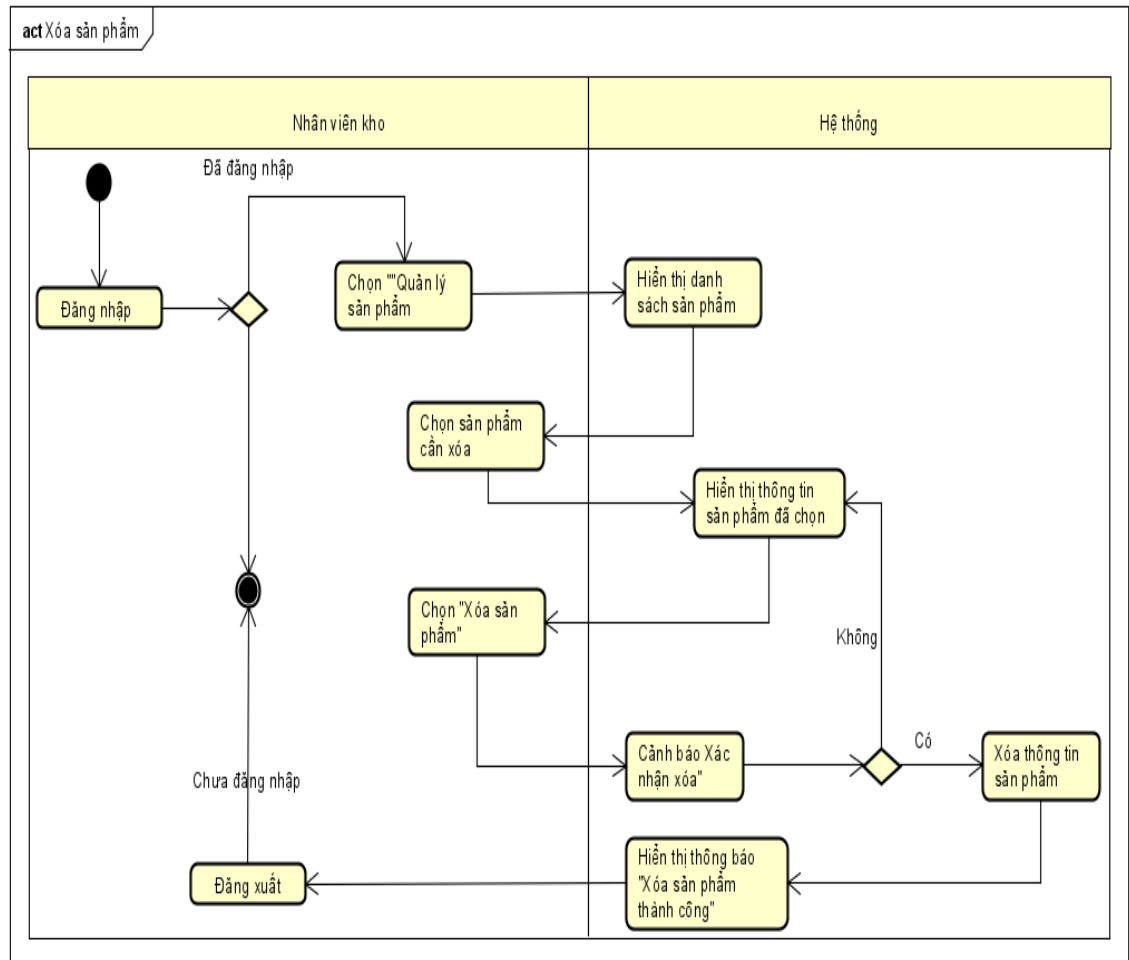 act Xóa sản phẩm
Nhân viên kho
Hệ thống
Đã đăng nhập
Đăng nhập
Chọn ""Quản lý
sản phẩm
Hiển thị danh
sách sản phẩm
Chọn sản phẩm
cần xóa
Hiển thị thông tin
sản phẩm đã chọn
Chọn "Xóa sản
phẩm"
Không
Cảnh báo Xác
nhận xóa"
Có
Xóa thông tin
sản phẩm
Chưa đăng nhập
Hiển thị thông báo
"Xóa sản phẩm
thành công"
Đăng xuất